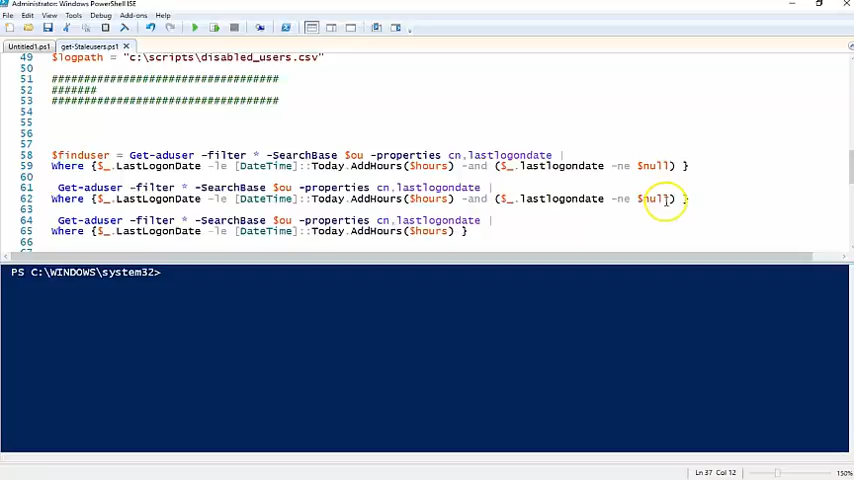 Administrator: Windows PowerShell ISE
File Edit View Tools Debug Add-ons Help
Untitled1.ps1 get-Staleusers.ps1
49 $logpath = "c:\scripts\disabled_users.csv"
50
51 ###################################
52 #######
53 ###################################
54
55
56
57
58 $finduser = Get-aduser -filter * -SearchBase $ou -properties cn,lastlogondate |
59 Where {$_.LastLogonDate -le [DateTime]::Today.AddHours($hours) -and ($_.lastlogondate -ne $null) }
60
61 Get-aduser -filter * -SearchBase $ou -properties cn,lastlogondate |
62 Where {$_.LastLogonDate -le [DateTime]::Today.AddHours($hours) -and ($_.lastlogondate -ne $null) }
63
64 Get-aduser -filter * -SearchBase $ou -properties cn,lastlogondate |
65 Where {$_.LastLogonDate -le [DateTime]::Today.AddHours($hours) }
66
PS C:\WINDOWS\system32>
Ln 37 Col 12 150%